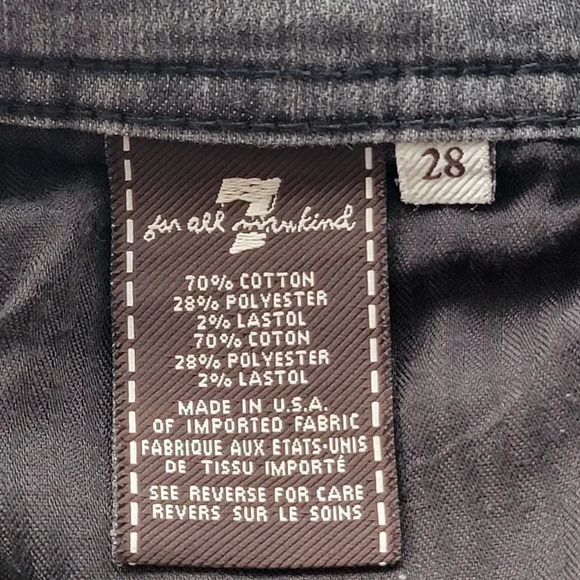 7
for all mankind
28
70% COTTON
28% POLYESTER
2% LASTOL
70% COTON
28% POLYESTER
2% LASTOL
MADE IN U.S.A.
OF IMPORTED FABRIC
FABRIQUE AUX ETATS-UNIS
DE TISSU IMPORTÉ
SEE REVERSE FOR CARE
REVERS SUR LE SOINS